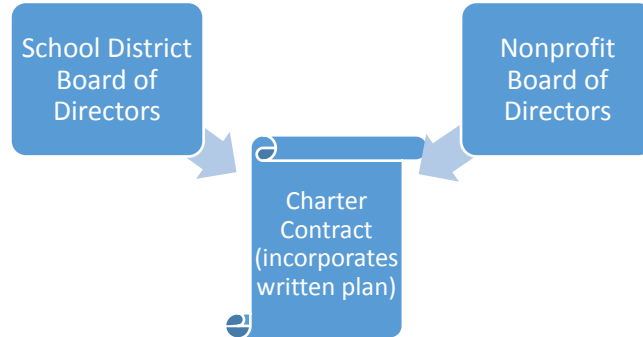 School District
Board of
Directors
Nonprofit
Board of
Directors
Charter
Contract
(incorporates
written plan)